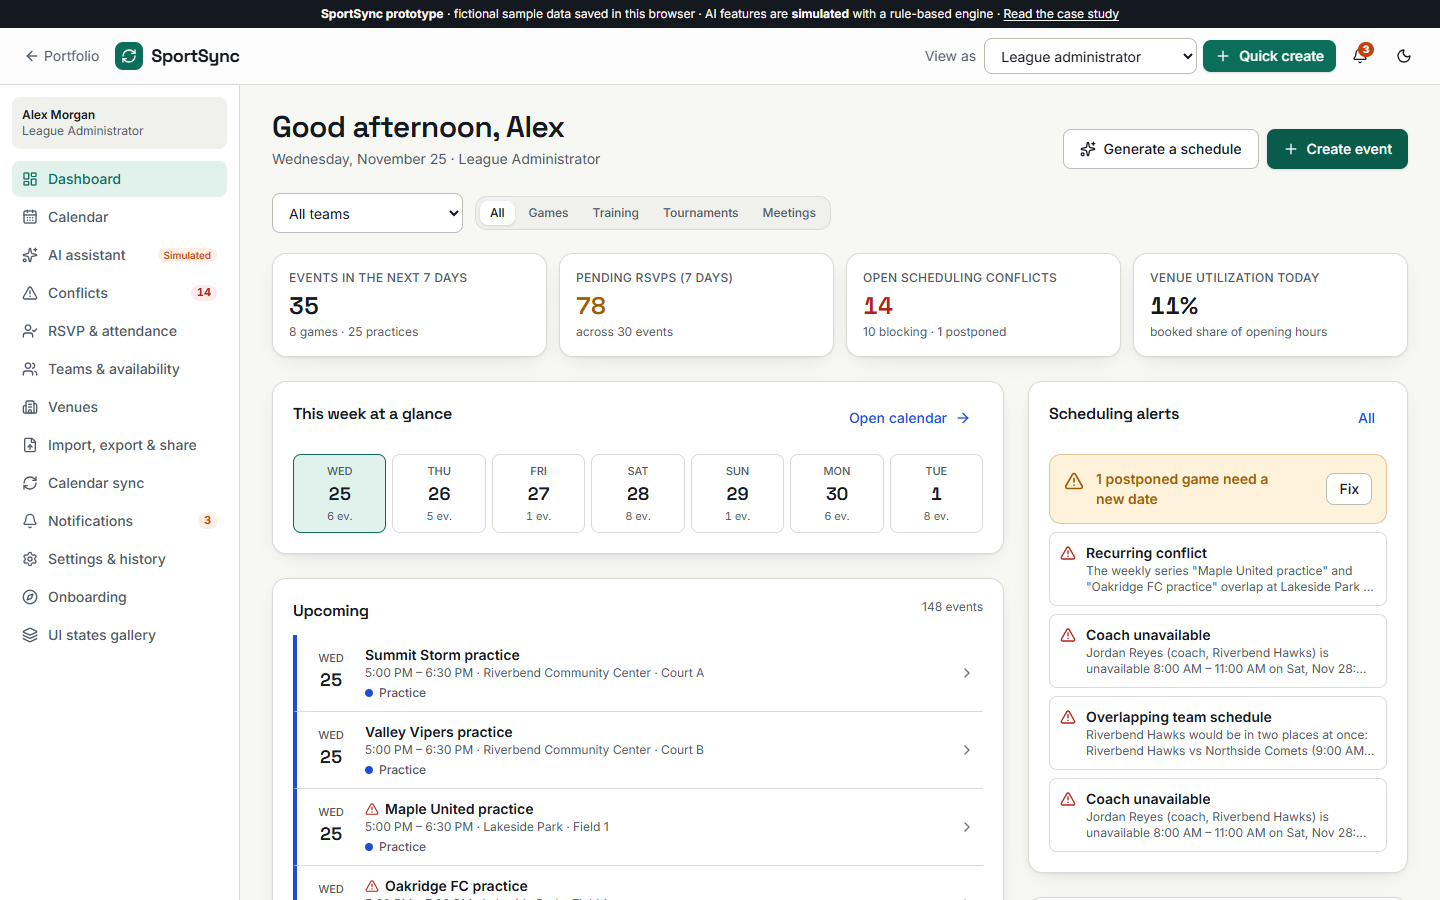 SportSync prototype · fictional sample data saved in this browser · AI features are simulated with a rule-based engine · Read the case study
Portfolio
SportSync
View as
League administrator
Quick create
3
Alex Morgan
League Administrator
Dashboard
Calendar
AI assistant
Simulated
Conflicts
14
RSVP & attendance
Teams & availability
Venues
Import, export & share
Calendar sync
Notifications
3
Settings & history
Onboarding
UI states gallery
Good afternoon, Alex
Wednesday, November 25 · League Administrator
Generate a schedule
Create event
All teams
All
Games
Training
Tournaments
Meetings
EVENTS IN THE NEXT 7 DAYS
35
8 games · 25 practices
PENDING RSVPS (7 DAYS)
78
across 30 events
OPEN SCHEDULING CONFLICTS
14
10 blocking · 1 postponed
VENUE UTILIZATION TODAY
11%
booked share of opening hours
This week at a glance
Open calendar
WED
25
6 ev.
THU
26
5 ev.
FRI
27
1 ev.
SAT
28
8 ev.
SUN
29
1 ev.
MON
30
6 ev.
TUE
1
8 ev.
Upcoming
148 events
WED
25
Summit Storm practice
5:00 PM – 6:30 PM · Riverbend Community Center · Court A
Practice
WED
25
Valley Vipers practice
5:00 PM – 6:30 PM · Riverbend Community Center · Court B
Practice
WED
25
Maple United practice
5:00 PM – 6:30 PM · Lakeside Park · Field 1
Practice
WED
Oakridge FC practice
Scheduling alerts
All
1 postponed game need a
new date
Fix
Recurring conflict
The weekly series "Maple United practice" and
"Oakridge FC practice" overlap at Lakeside Park ...
Coach unavailable
Jordan Reyes (coach, Riverbend Hawks) is
unavailable 8:00 AM – 11:00 AM on Sat, Nov 28:...
Overlapping team schedule
Riverbend Hawks would be in two places at once:
Riverbend Hawks vs Northside Comets (9:00 AM...
Coach unavailable
Jordan Reyes (coach, Riverbend Hawks) is
unavailable 8:00 AM – 11:00 AM on Sat, Nov 28:...